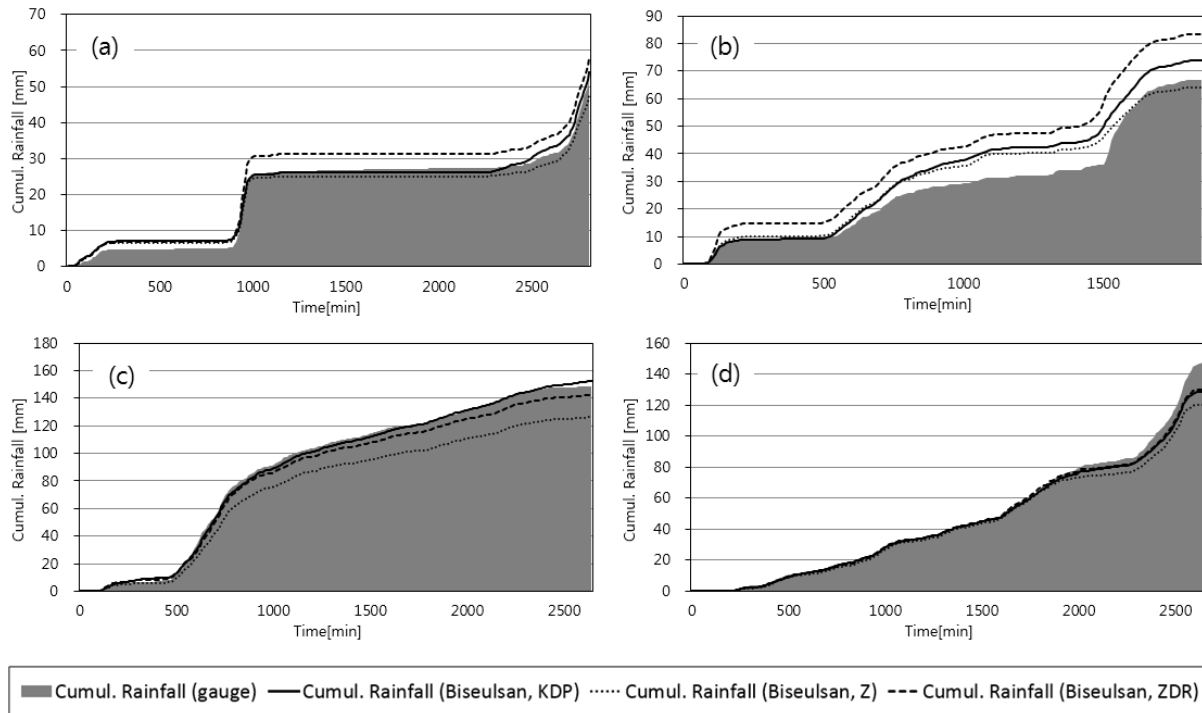 (a)
Cumul. Rainfall [mm]
70
60
50
40
30
20
10
0
0 500 1000 1500 2000 2500
Time[min]
(b)
Cumul. Rainfall [mm]
90
80
70
60
50
40
30
20
10
0
0 500 1000 1500
Time[min]
(c)
Cumul. Rainfall [mm]
180
160
140
120
100
80
60
40
20
0
0 500 1000 1500 2000 2500
Time[min]
(d)
Cumul. Rainfall [mm]
160
140
120
100
80
60
40
20
0
0 500 1000 1500 2000 2500
Time[min]
Cumul. Rainfall (gauge) Cumul. Rainfall (Biseulsan, KDP) Cumul. Rainfall (Biseulsan, Z) Cumul. Rainfall (Biseulsan, ZDR)